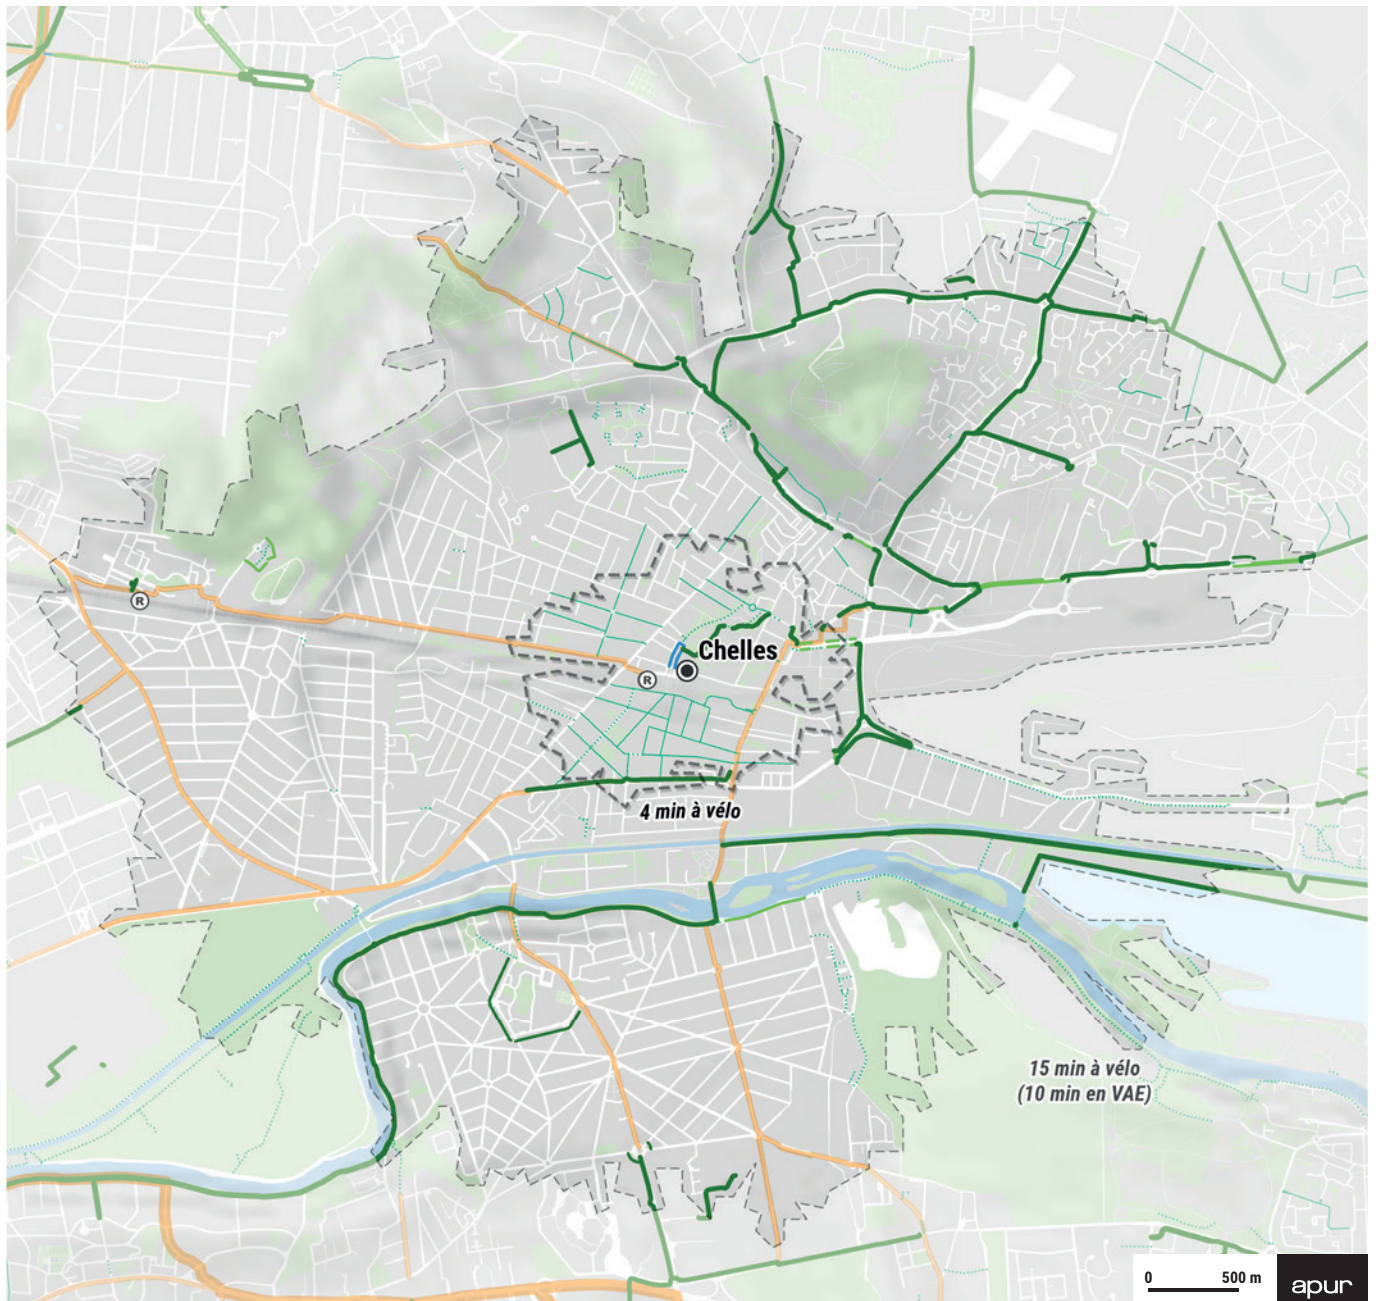 R
Chelles
R
4 min à vélo
15 min à vélo
(10 min en VAE)
0 500 m
apur